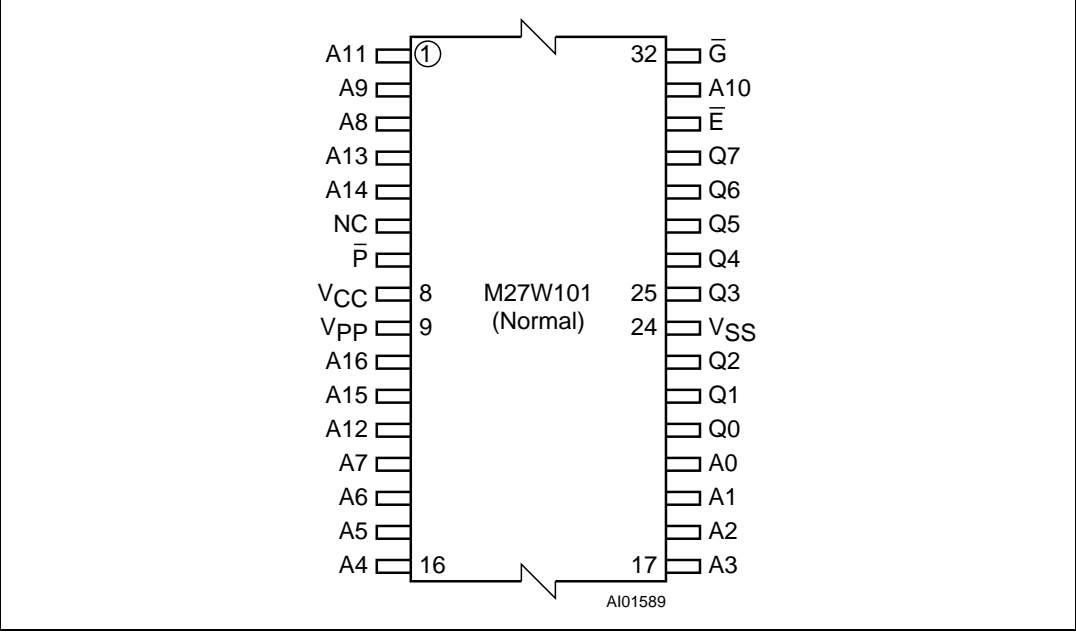 A11 1 32 G̅
A9 A10
A8 E̅
A13 Q7
A14 Q6
NC Q5
P̅ Q4
VCC 8 M27W101 25 Q3
(Normal)
VPP 9 24 VSS
A16 Q2
A15 Q1
A12 Q0
A7 A0
A6 A1
A5 A2
A4 16 17 A3
AI01589